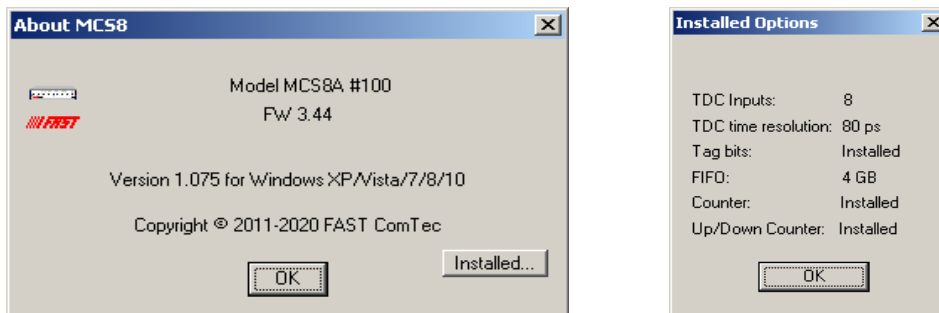 About MCS8
Model MCS8A #100
FW 3.44
FAST
Version 1.075 for Windows XP/Vista/7/8/10
Copyright © 2011-2020 FAST ComTec
Installed...
OK
Installed Options
TDC Inputs: 8
TDC time resolution: 80 ps
Tag bits: Installed
FIFO: 4 GB
Counter: Installed
Up/Down Counter: Installed
OK